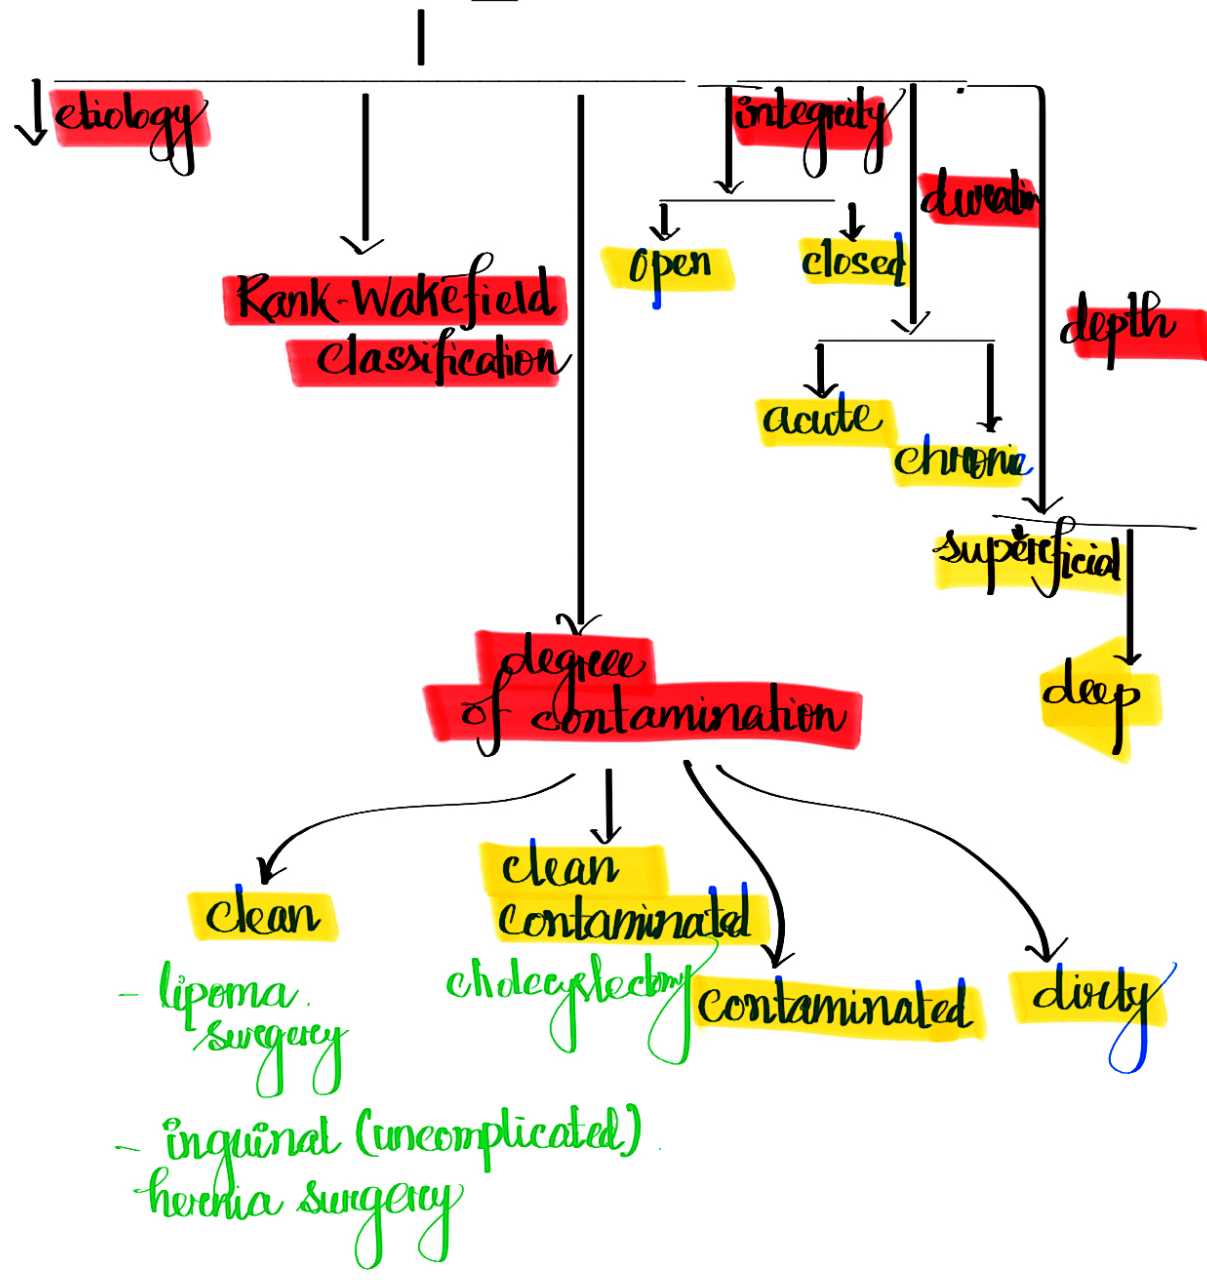 etiology
integrity
duration
Rank-Wakefield
classification
open
closed
depth
acute
chronic
superficial
deep
degree
of contamination
clean
clean
contaminated
contaminated
dirty
- lipoma.
surgery
cholecystectomy
- inguinal (uncomplicated).
hernia surgery